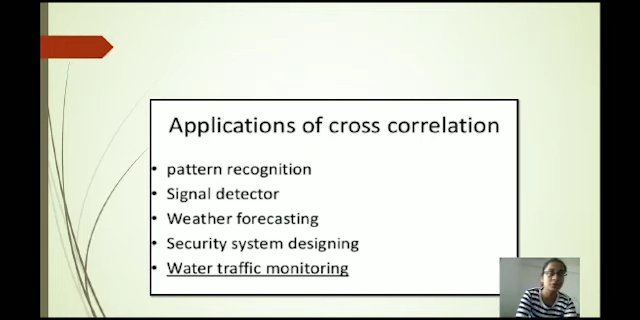 Applications of cross correlation
• pattern recognition
• Signal detector
• Weather forecasting
• Security system designing
• Water traffic monitoring